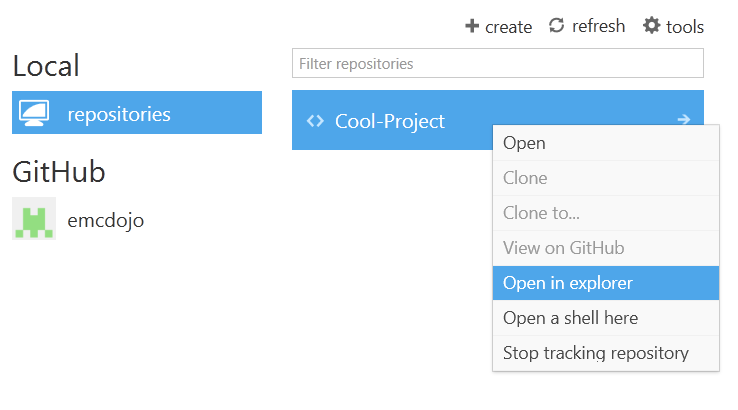 create
refresh
tools
Local
repositories
GitHub
emcdojo
Filter repositories
Cool-Project
Open
Clone
Clone to...
View on GitHub
Open in explorer
Open a shell here
Stop tracking repository